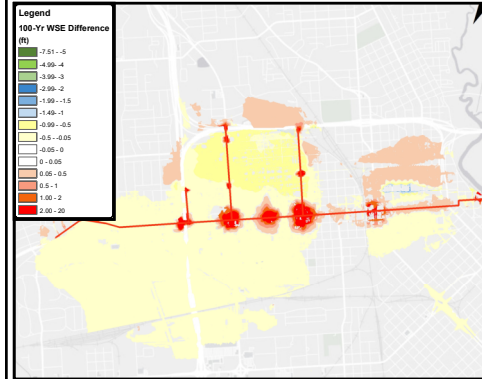 Legend
100-Yr WSE Difference
(ft)
-7.51 - -5
-4.99 - -4
-3.99 - -3
-2.99 - -2
-1.99 - -1.5
-1.49 - -1
-0.99 - -0.5
-0.5 - -0.05
-0.05 - 0
0 - 0.05
0.05 - 0.5
0.5 - 1
1.00 - 2
2.00 - 20